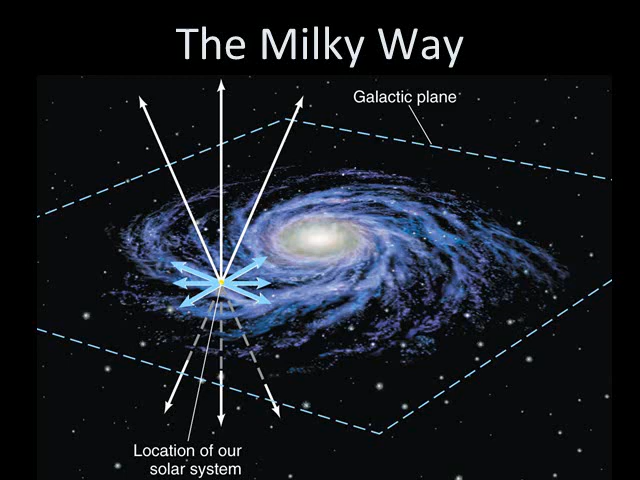 The Milky Way
Galactic plane
Location of our
solar system